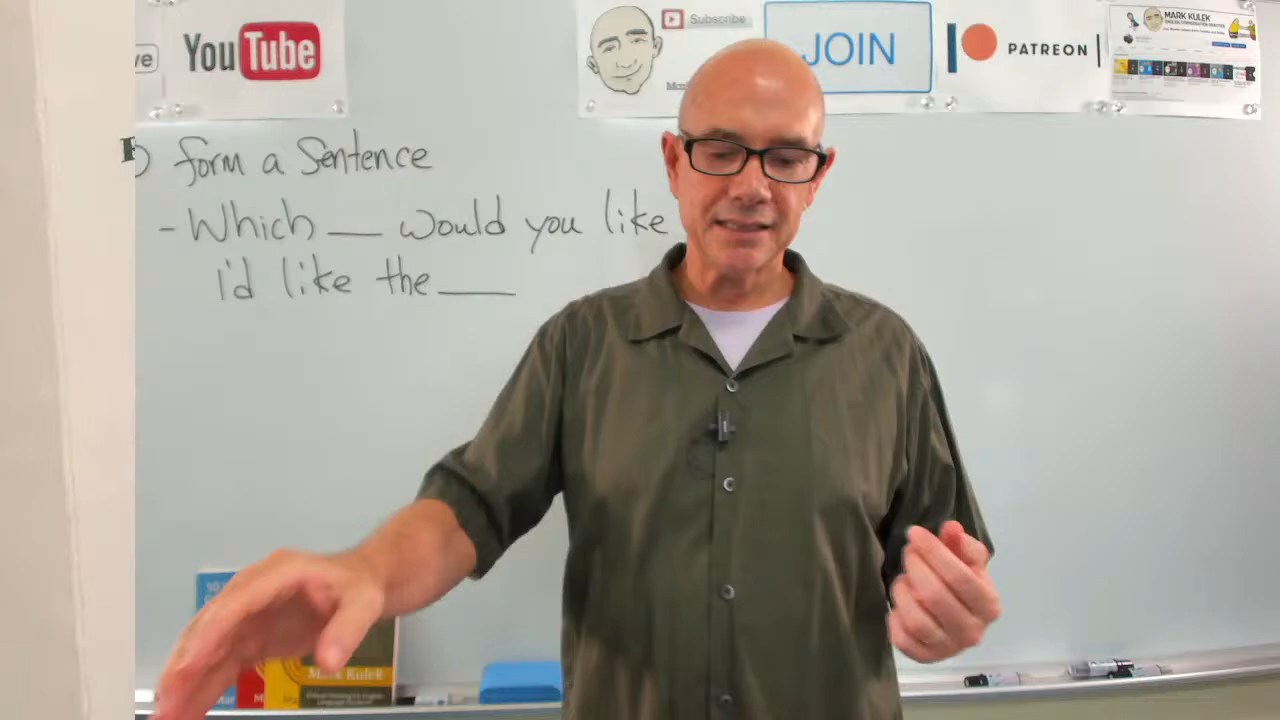 YouTube
Subscribe
JOIN
PATREON
MARK KULEK
form a Sentence
- Which ___ would you like
I'd like the ___
Mark Kulek